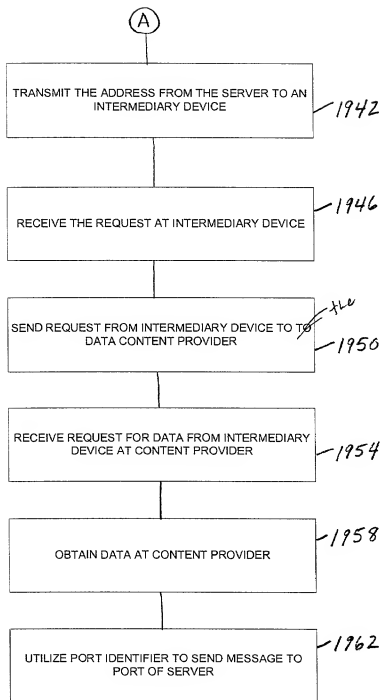 A
TRANSMIT THE ADDRESS FROM THE SERVER TO AN
INTERMEDIARY DEVICE
1942
RECEIVE THE REQUEST AT INTERMEDIARY DEVICE
1946
the
SEND REQUEST FROM INTERMEDIARY DEVICE TO TO
DATA CONTENT PROVIDER
1950
RECEIVE REQUEST FOR DATA FROM INTERMEDIARY
DEVICE AT CONTENT PROVIDER
1954
OBTAIN DATA AT CONTENT PROVIDER
1958
UTILIZE PORT IDENTIFIER TO SEND MESSAGE TO
PORT OF SERVER
1962